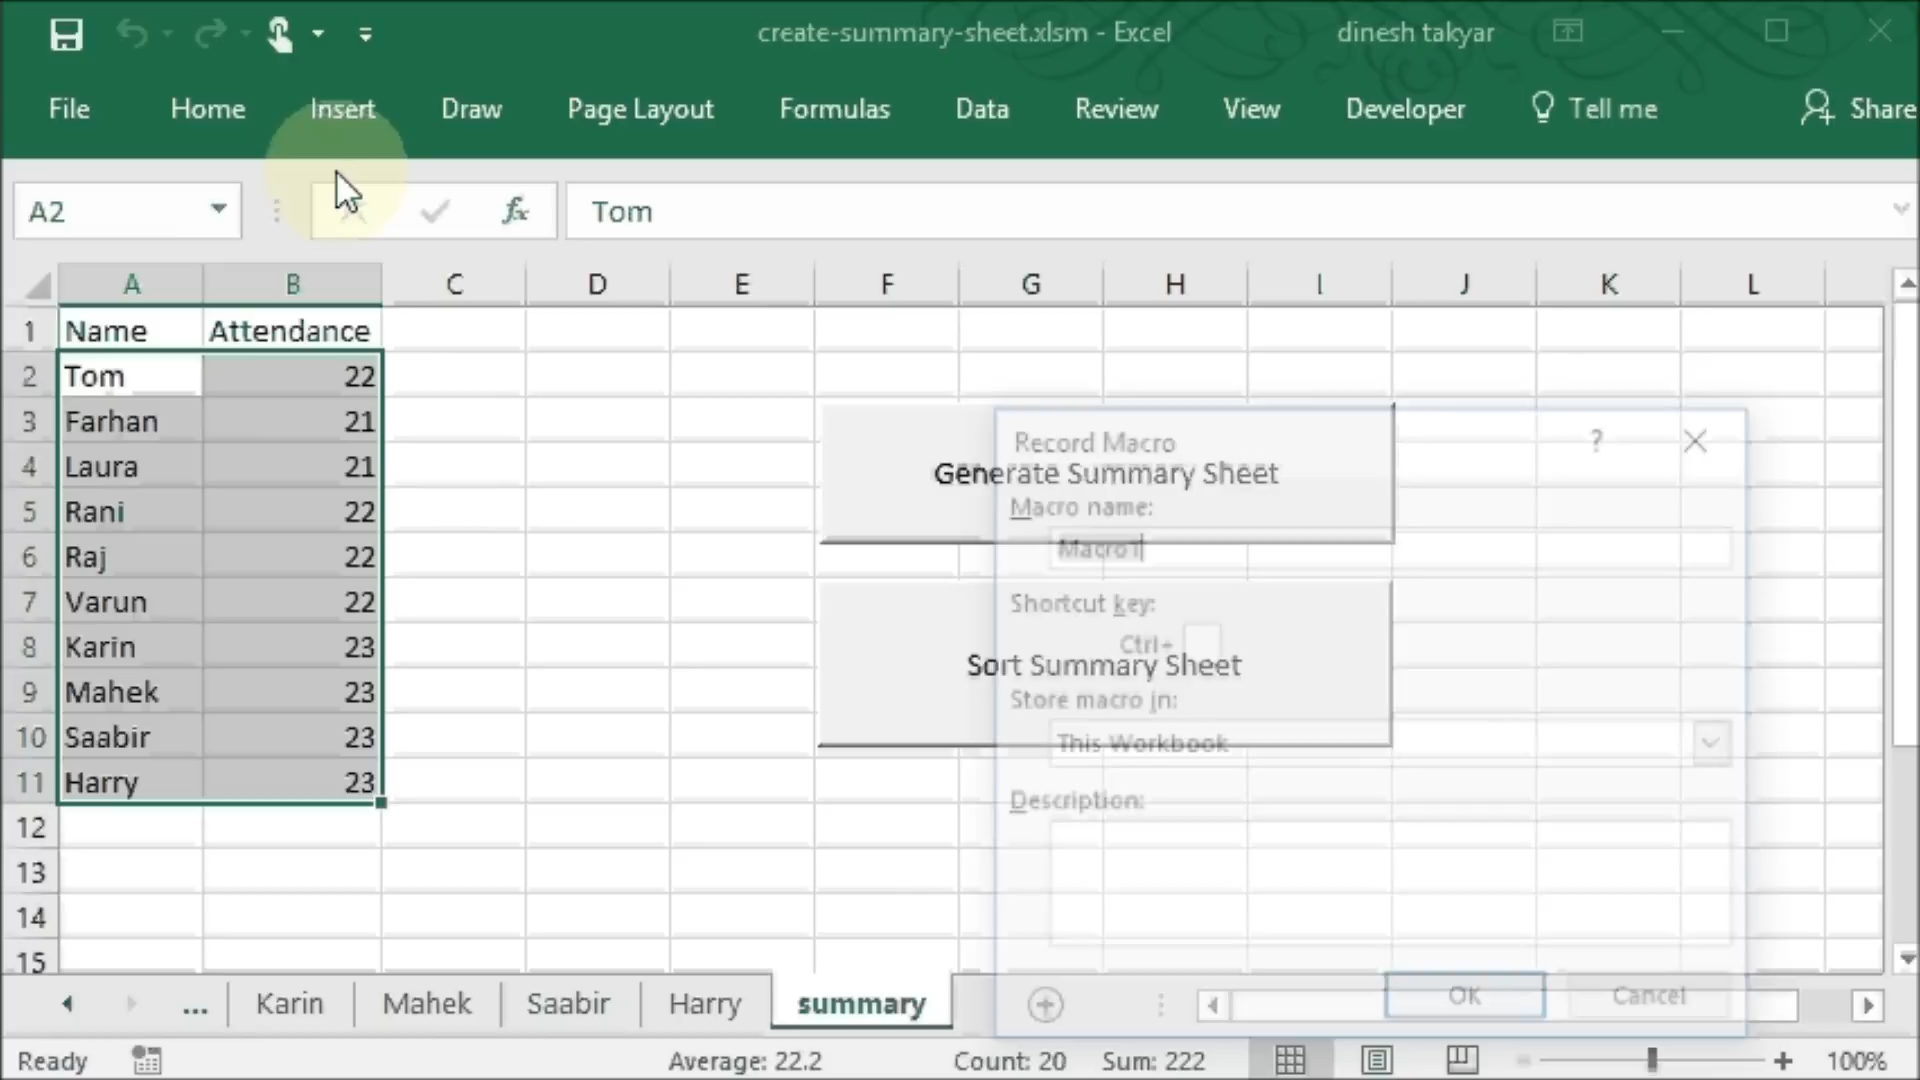 create-summary-sheet.xlsm - Excel
dinesh takyar
File Home Insert Draw Page Layout Formulas Data Review View Developer Tell me Share
A2 fx Tom
A B C D E F G H I J K L
1 Name Attendance
2 Tom 22
3 Farhan 21
4 Laura 21
5 Rani 22
6 Raj 22
7 Varun 22
8 Karin 23
9 Mahek 23
10 Saabir 23
11 Harry 23
12
13
14
15
Generate Summary Sheet
Sort Summary Sheet
Record Macro ?
Macro name:
Macro1
Shortcut key:
Ctrl+
Store macro in:
This Workbook
Description:
OK Cancel
... Karin Mahek Saabir Harry summary
Ready Average: 22.2 Count: 20 Sum: 222 100%